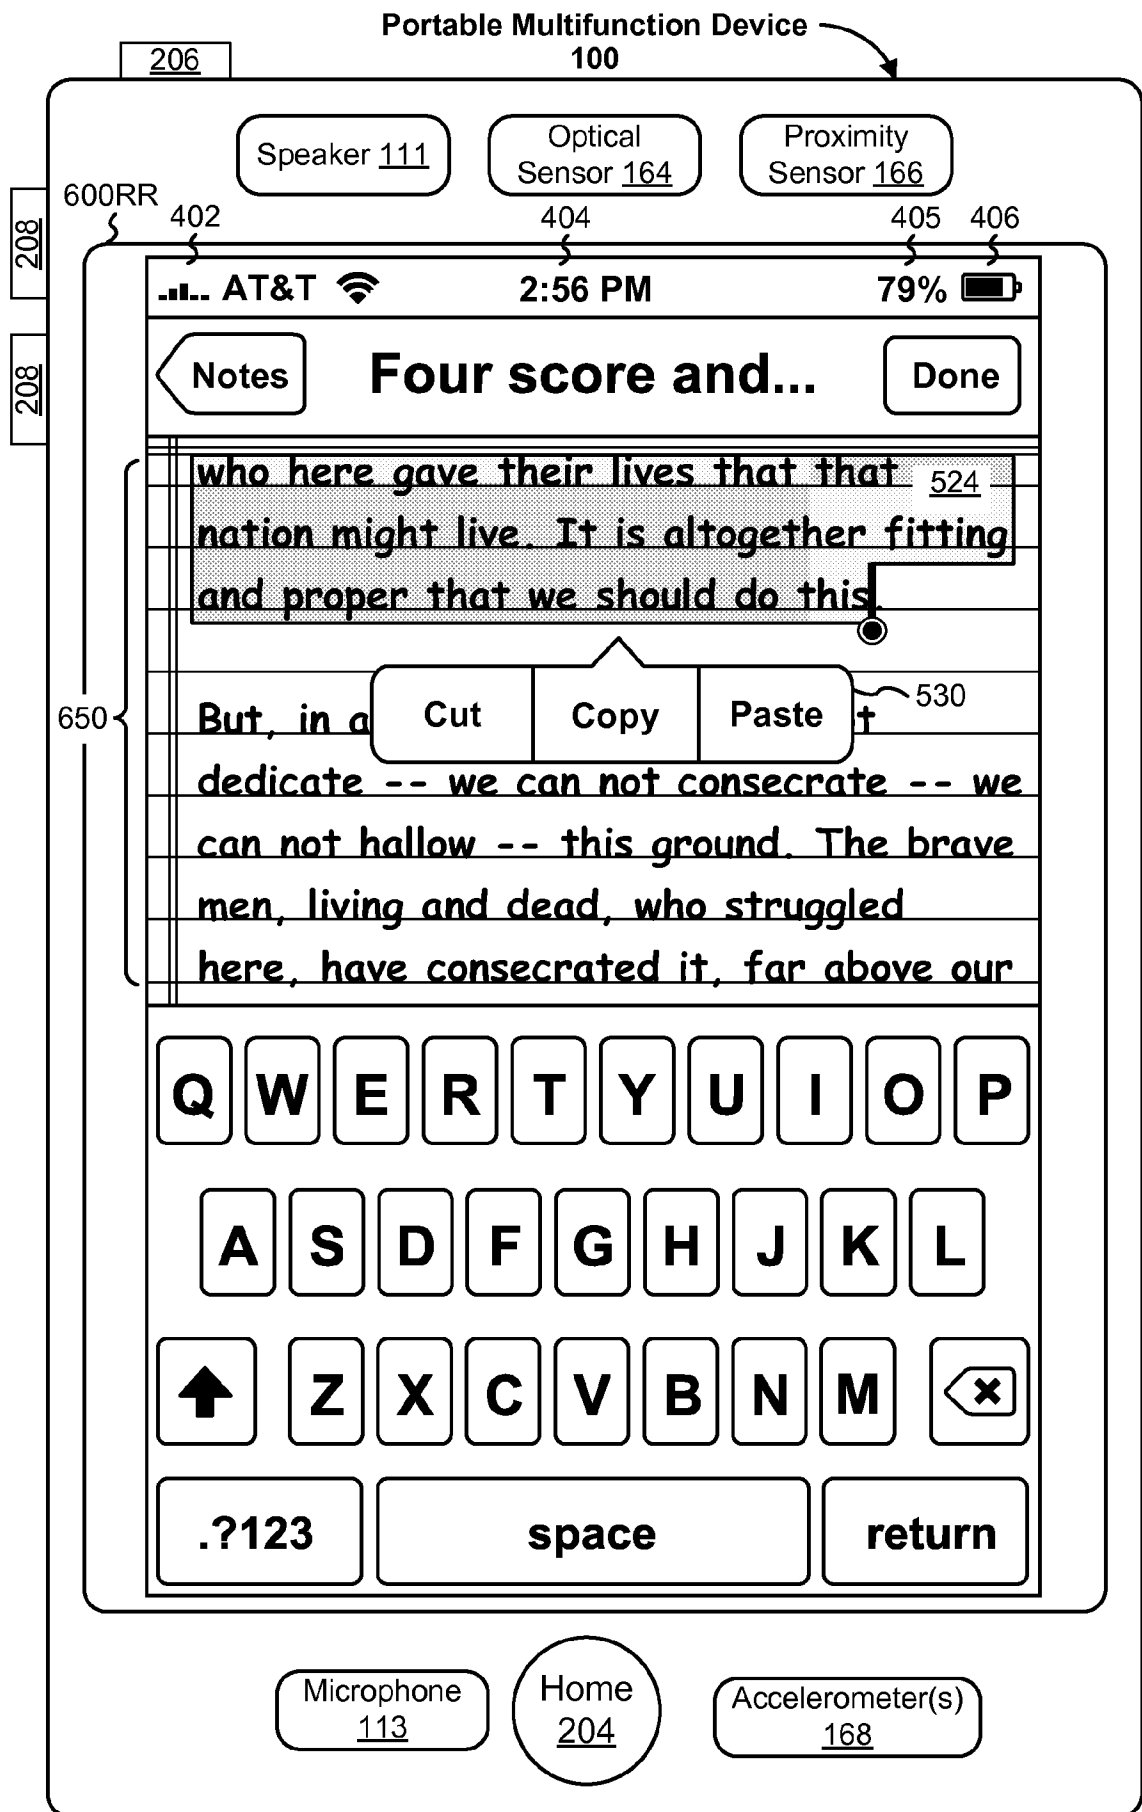 Portable Multifunction Device
100
206
Speaker 111
Optical
Sensor 164
Proximity
Sensor 166
208
208
600RR
402
404
405
406
AT&T
2:56 PM
79%
Notes
Four score and...
Done
who here gave their lives that that
524
nation might live. It is altogether fitting
and proper that we should do this.
650
Cut
Copy
Paste
530
But, in a
dedicate -- we can not consecrate -- we
can not hallow -- this ground. The brave
men, living and dead, who struggled
here, have consecrated it, far above our
Q W E R T Y U I O P
A S D F G H J K L
Z X C V B N M
.?123
space
return
Microphone
113
Home
204
Accelerometer(s)
168